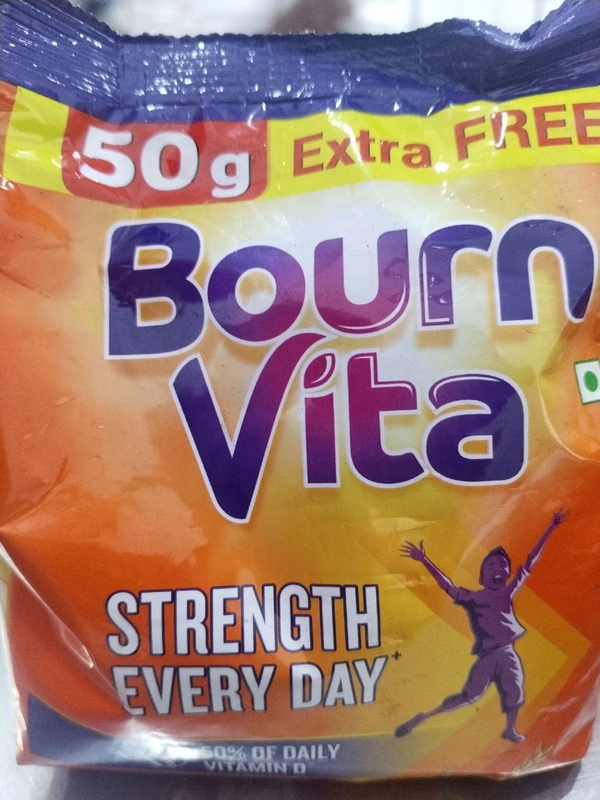 50g Extra FREE
Bourn
Vita
STRENGTH
EVERY DAY+
50% OF DAILY
VITAMIN D^